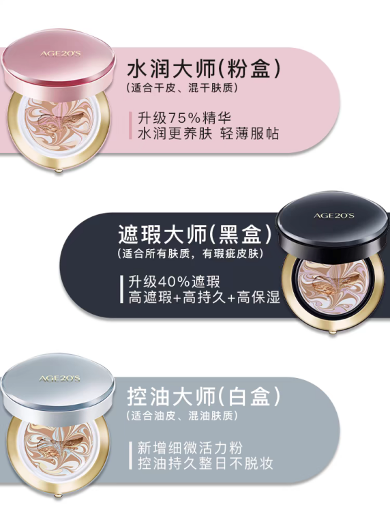 AGE20'S
水润大师(粉盒)
(适合干皮、混干肤质)
升级75%精华
水润更养肤 轻薄服帖
AGE20'S
遮瑕大师(黑盒)
(适合所有肤质，有瑕疵皮肤)
升级40%遮瑕
高遮瑕+高持久+高保湿
AGE20'S
控油大师(白盒)
(适合油皮、混油肤质)
新增细微活力粉
控油持久整日不脱妆